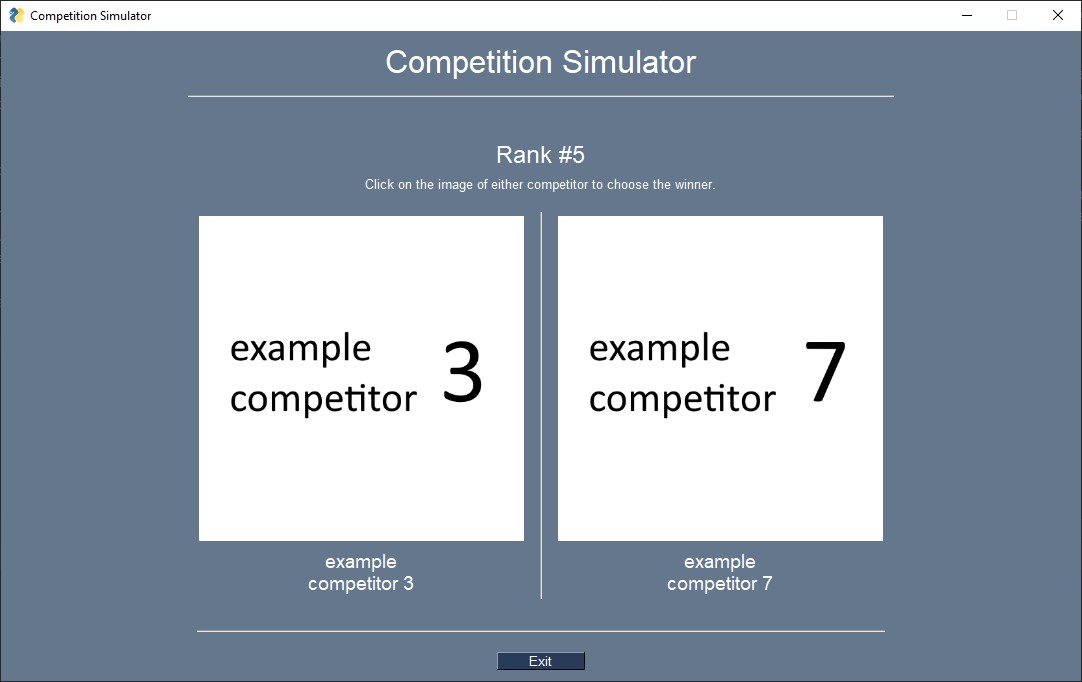 Competition Simulator
Competition Simulator
Rank #5
Click on the image of either competitor to choose the winner.
example
competitor 3
example
competitor 7
example
competitor 3
example
competitor 7
Exit